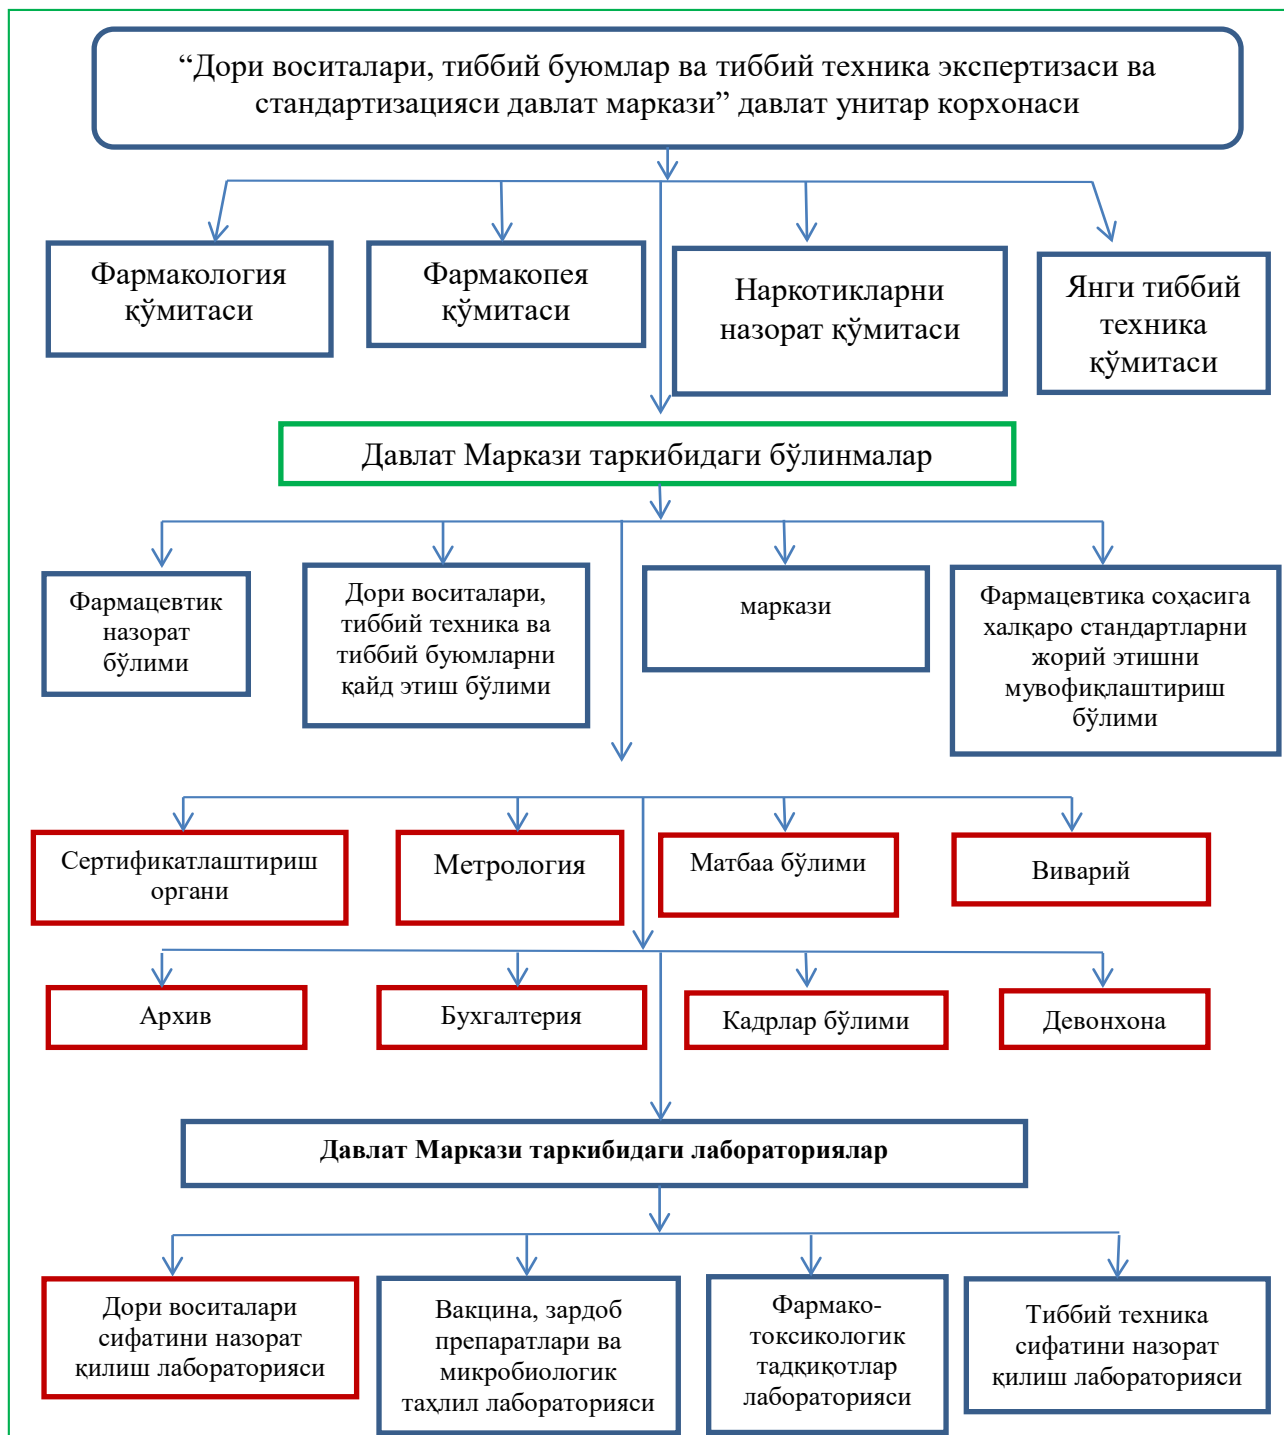 “Дори воситалари, тиббий буюмлар ва тиббий техника экспертизаси ва
стандартизацияси давлат маркази” давлат унитар корхонаси
Фармакология
қўмитаси
Фармакопея
қўмитаси
Наркотикларни
назорат қўмитаси
Янги тиббий
техника
қўмитаси
Давлат Маркази таркибидаги бўлинмалар
Фармацевтик
назорат
бўлими
Дори воситалари,
тиббий техника ва
тиббий буюмларни
қайд этиш бўлими
маркази
Фармацевтика соҳасига
халқаро стандартларни
жорий этишни
мувофиқлаштириш
бўлими
Сертификатлаштириш
органи
Метрология
Матбаа бўлими
Виварий
Архив
Бухгалтерия
Кадрлар бўлими
Девонхона
Давлат Маркази таркибидаги лабораториялар
Дори воситалари
сифатини назорат
қилиш лабораторияси
Вакцина, зардоб
препаратлари ва
микробиологик
таҳлил лабораторияси
Фармако-
токсикологик
тадқиқотлар
лабораторияси
Тиббий техника
сифатини назорат
қилиш лабораторияси